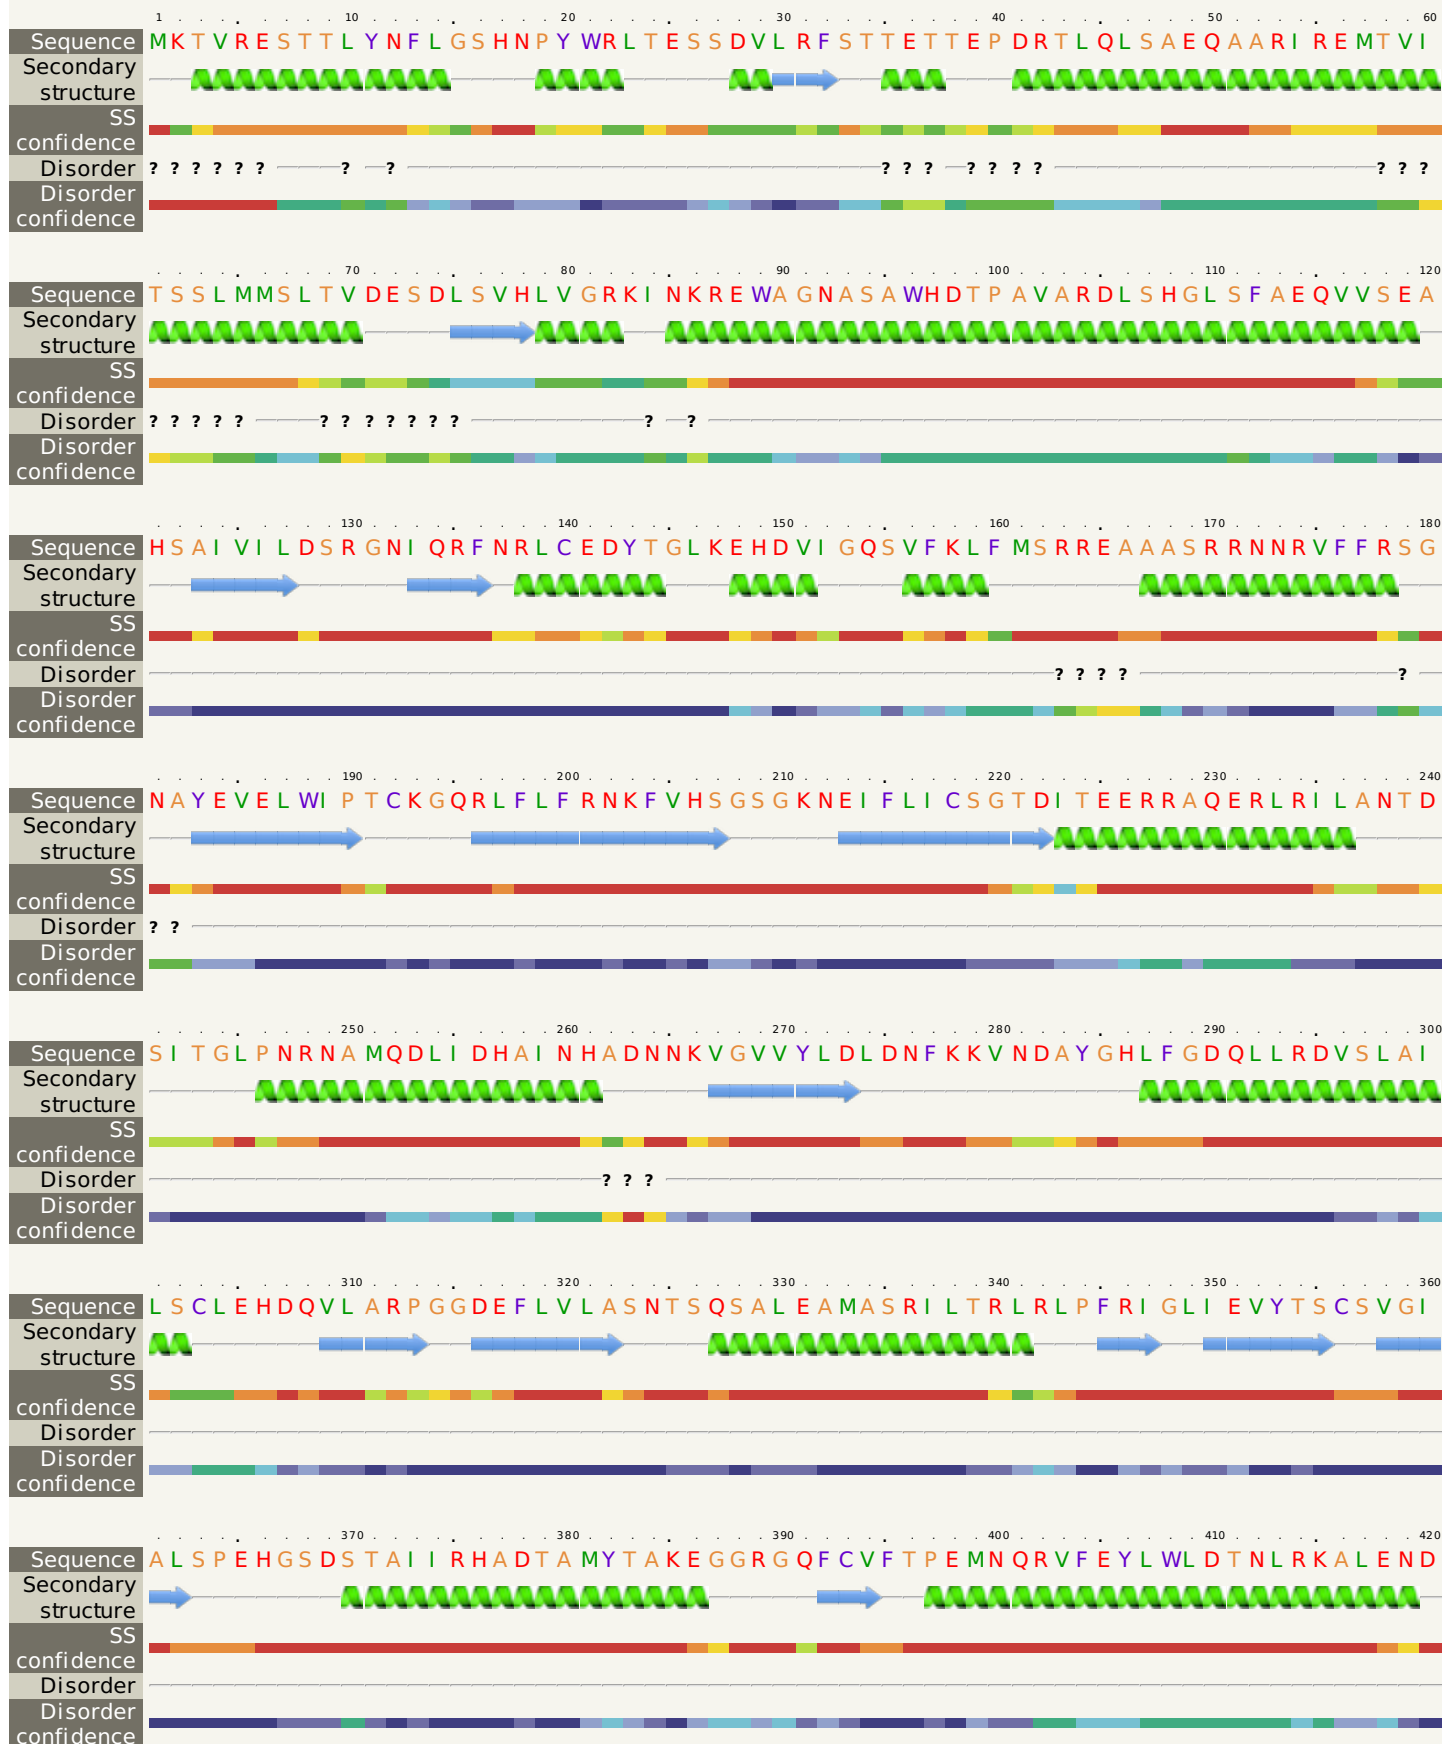 1 . . . . 10 . . . . 20 . . . . 30 . . . . 40 . . . . 50 . . . . 60
Sequence MKTVRESTTLYNFLGSHNPYWRLTESSDVLRFSTTETTEPDRTLQLSAEQAARIREMTVI
Secondary
structure
SS
confidence
Disorder ? ? ? ? ? ? ? ? ? ? ? ? ? ? ? ? ? ?
Disorder
confidence
70 . . . . 80 . . . . 90 . . . . 100 . . . . 110 . . . . 120
Sequence TSSLMMSLTVDESDLSVHLVGRKINKREWAGNASAWHDTPAVARDLSHGLSFAEQVVSEA
Secondary
structure
SS
confidence
Disorder ? ? ? ? ? ? ? ? ? ? ? ? ? ?
Disorder
confidence
130 . . . . 140 . . . . 150 . . . . 160 . . . . 170 . . . . 180
Sequence HSAIVILDSRGNIQRFNRLCEDYTGLKEHDVIGQSVFKLFMSRREAAASRRNNRVFFRSG
Secondary
structure
SS
confidence
Disorder ? ? ? ? ?
Disorder
confidence
190 . . . . 200 . . . . 210 . . . . 220 . . . . 230 . . . . 240
Sequence NAYEVELWIPTCKGQRLFLFRNKFVHSGSGKNEIFLICSGTDITEERRAQERLRILANTD
Secondary
structure
SS
confidence
Disorder ? ?
Disorder
confidence
250 . . . . 260 . . . . 270 . . . . 280 . . . . 290 . . . . 300
Sequence SITGLPNRNAMQDLIDHAINHADNNKVGVVYLDLDNFKKVNDAYGHLFGDQLLRDVSLAI
Secondary
structure
SS
confidence
Disorder ? ? ?
Disorder
confidence
310 . . . . 320 . . . . 330 . . . . 340 . . . . 350 . . . . 360
Sequence LSCLEHDQVLARPGGDEFLVLASNTSQSALEAMASRILTRLRLPFRIGLIEVYTSCSVGI
Secondary
structure
SS
confidence
Disorder
Disorder
confidence
370 . . . . 380 . . . . 390 . . . . 400 . . . . 410 . . . . 420
Sequence ALSPEHGSDSTAIIRHADTAMYTAKEGGRGQFCVFTPEMNQRVFEYLWLDTNLRKALEND
Secondary
structure
SS
confidence
Disorder
Disorder
confidence